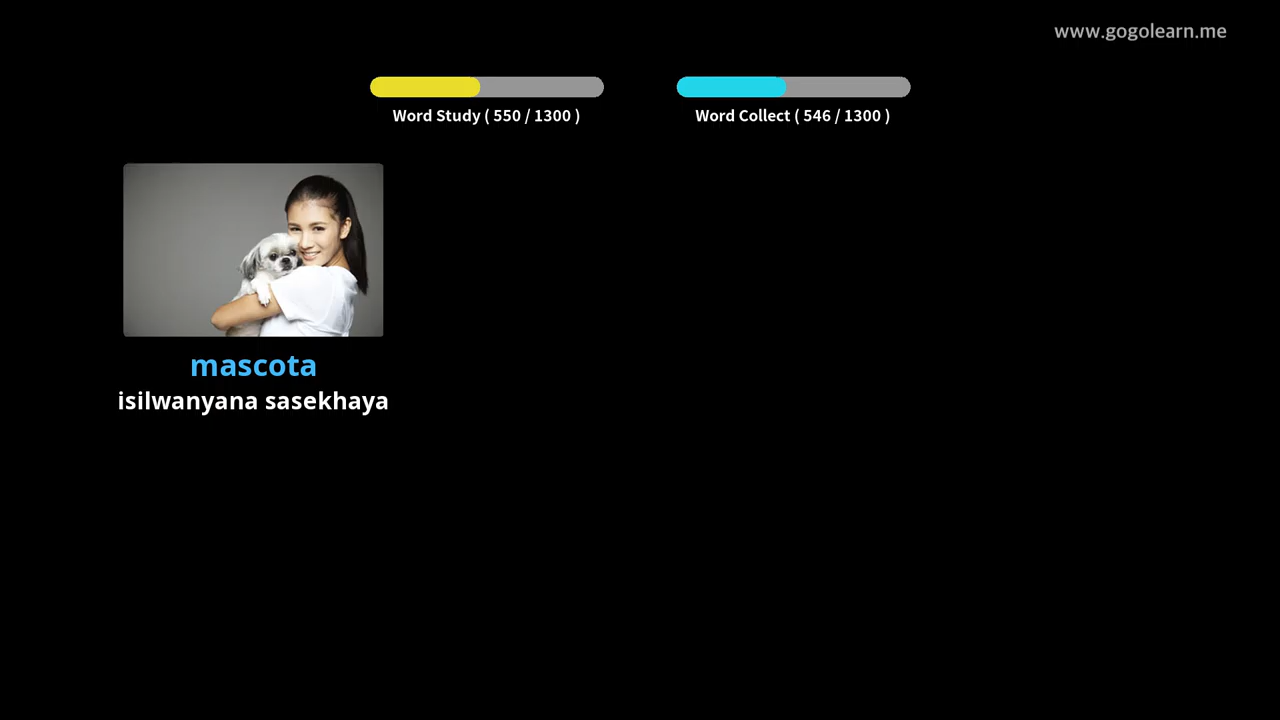 www.gogolearn.me
Word Study ( 550 / 1300 )
Word Collect ( 546 / 1300 )
mascota
isilwanyana sasekhaya